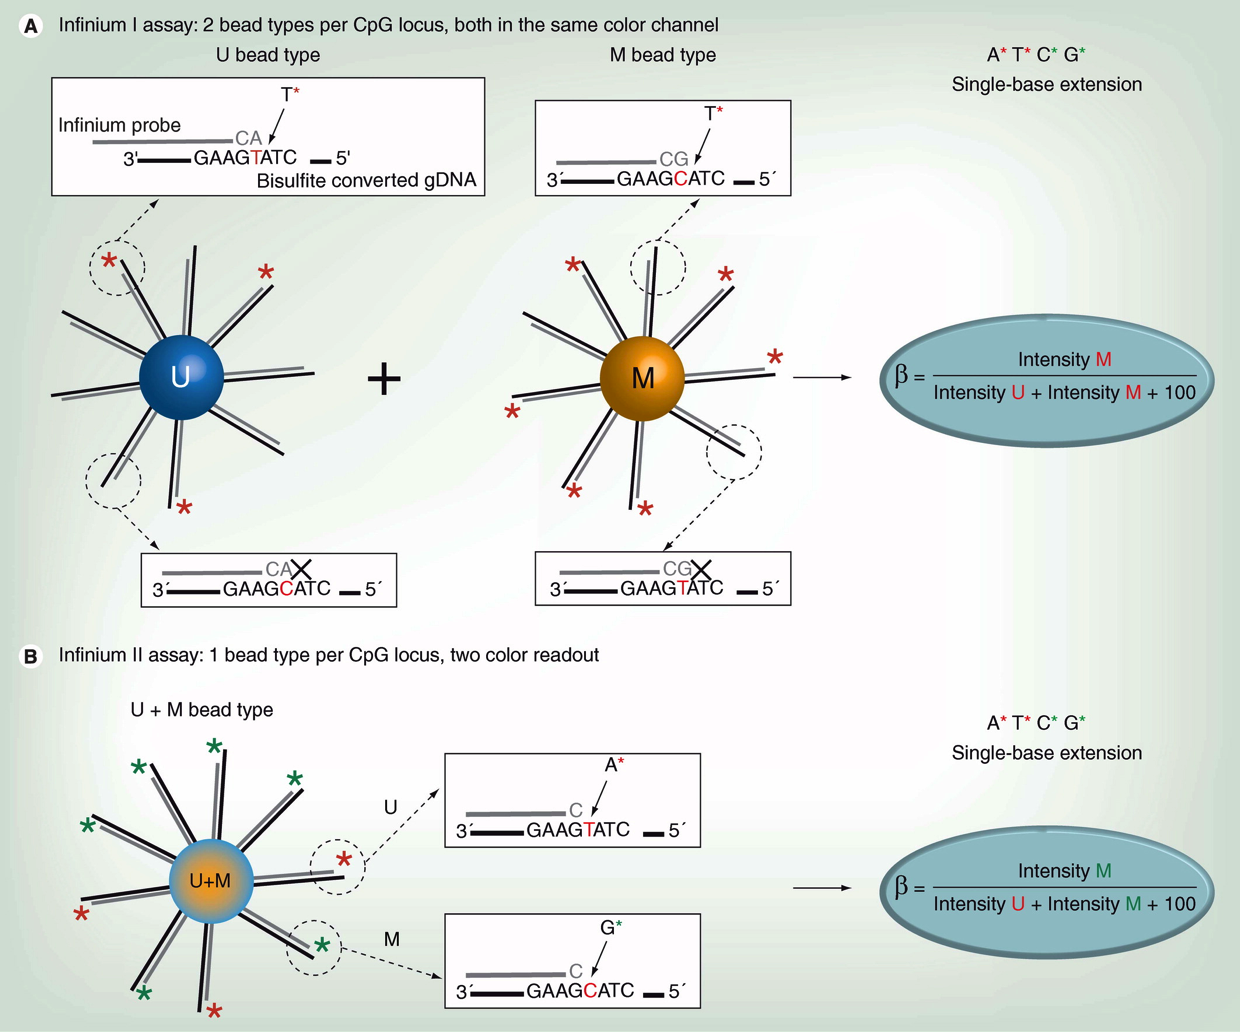 A Infinium I assay: 2 bead types per CpG locus, both in the same color channel
U bead type
M bead type
A* T* C* G*
Single-base extension
T*
Infinium probe
CA
3' GAAGTATC 5'
Bisulfite converted gDNA
T*
CG
3´ GAAGCATC 5´
*
*
*
U
+
*
*
*
*
*
*
M
β = Intensity M
Intensity U + Intensity M + 100
CA
3´ GAAGCATC 5´
CG
3´ GAAGTATC 5´
B Infinium II assay: 1 bead type per CpG locus, two color readout
U + M bead type
A* T* C* G*
Single-base extension
*
*
*
*
*
*
*
*
*
U+M
U
A*
C
3´ GAAGTATC 5´
M
G*
C
3´ GAAGCATC 5´
β = Intensity M
Intensity U + Intensity M + 100